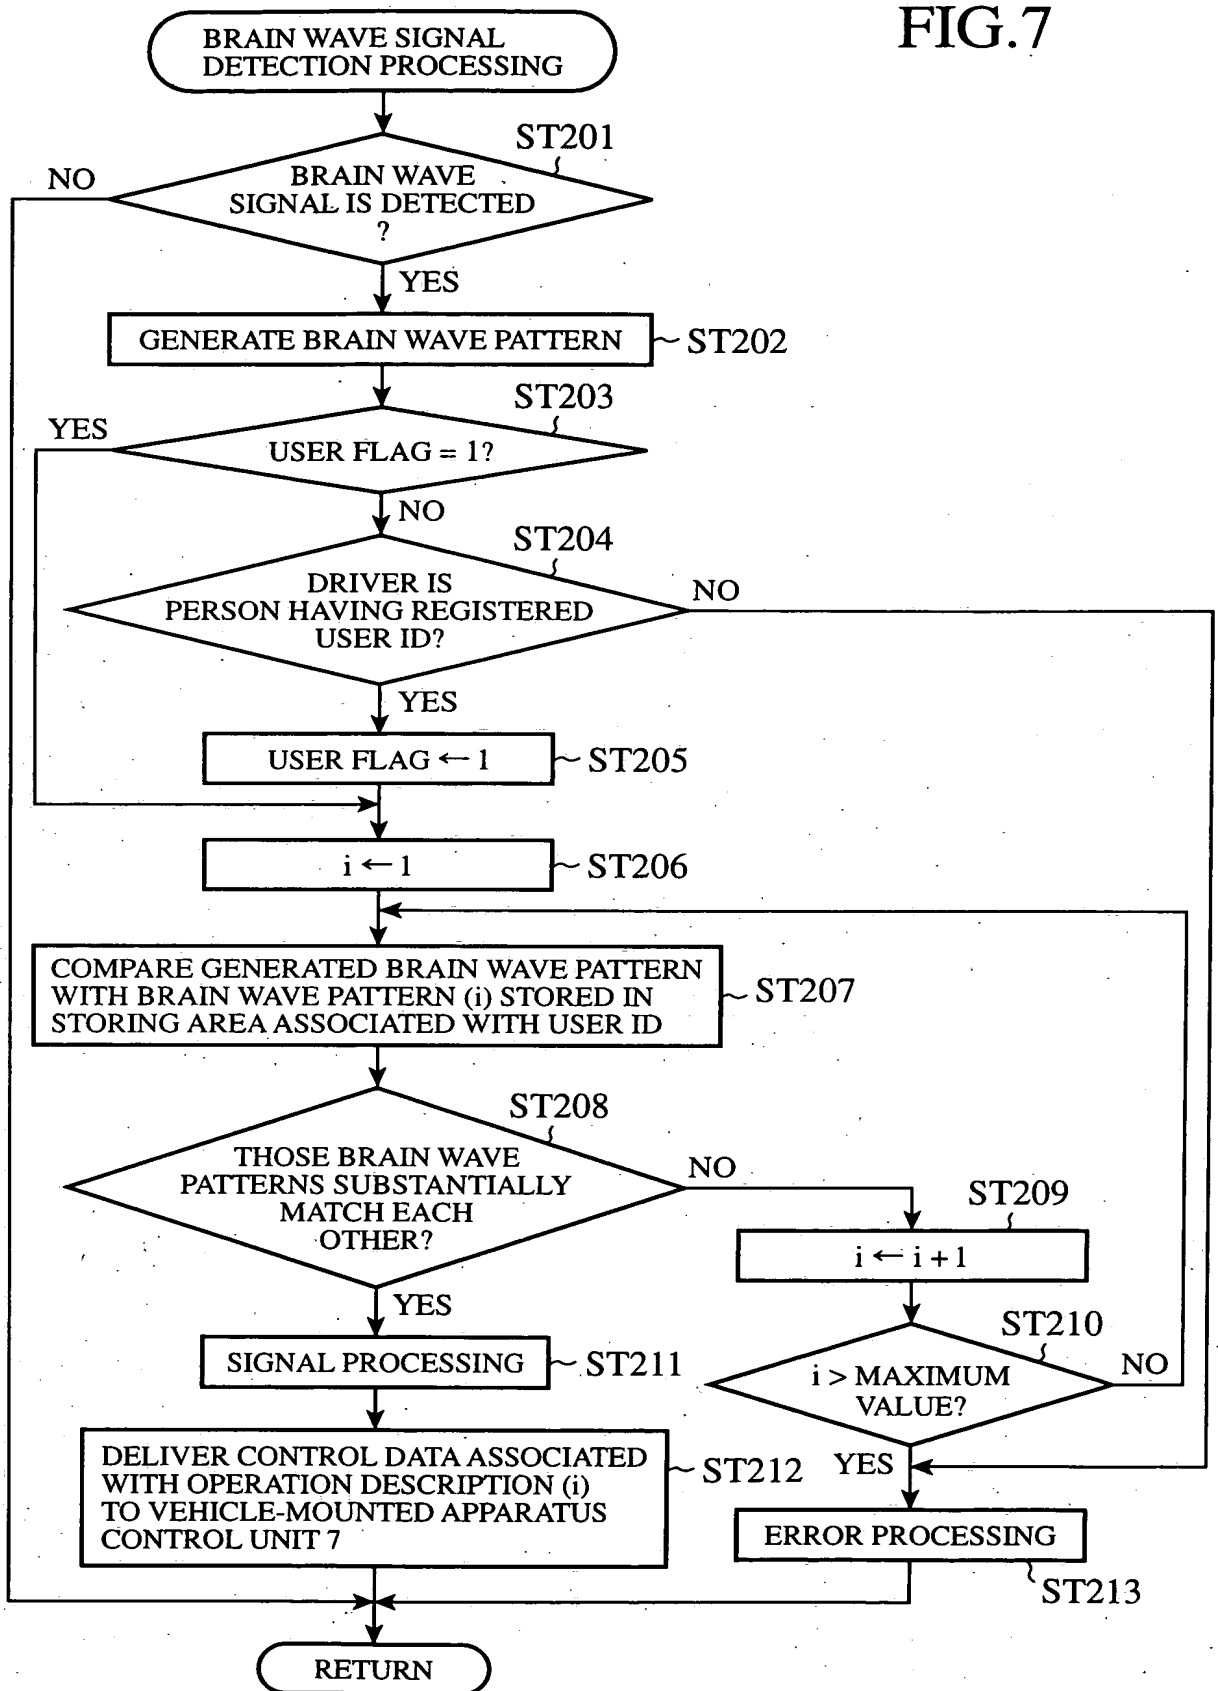 FIG.7
BRAIN WAVE SIGNAL
DETECTION PROCESSING
ST201
NO
BRAIN WAVE
SIGNAL IS DETECTED
?
YES
GENERATE BRAIN WAVE PATTERN
ST202
ST203
YES
USER FLAG = 1?
NO
ST204
DRIVER IS
PERSON HAVING REGISTERED
USER ID?
NO
YES
USER FLAG ← 1
ST205
i ← 1
ST206
COMPARE GENERATED BRAIN WAVE PATTERN
WITH BRAIN WAVE PATTERN (i) STORED IN
STORING AREA ASSOCIATED WITH USER ID
ST207
ST208
THOSE BRAIN WAVE
PATTERNS SUBSTANTIALLY
MATCH EACH
OTHER?
NO
ST209
i ← i + 1
YES
ST210
SIGNAL PROCESSING
ST211
i > MAXIMUM
VALUE?
NO
YES
DELIVER CONTROL DATA ASSOCIATED
WITH OPERATION DESCRIPTION (i)
TO VEHICLE-MOUNTED APPARATUS
CONTROL UNIT 7
ST212
ERROR PROCESSING
ST213
RETURN